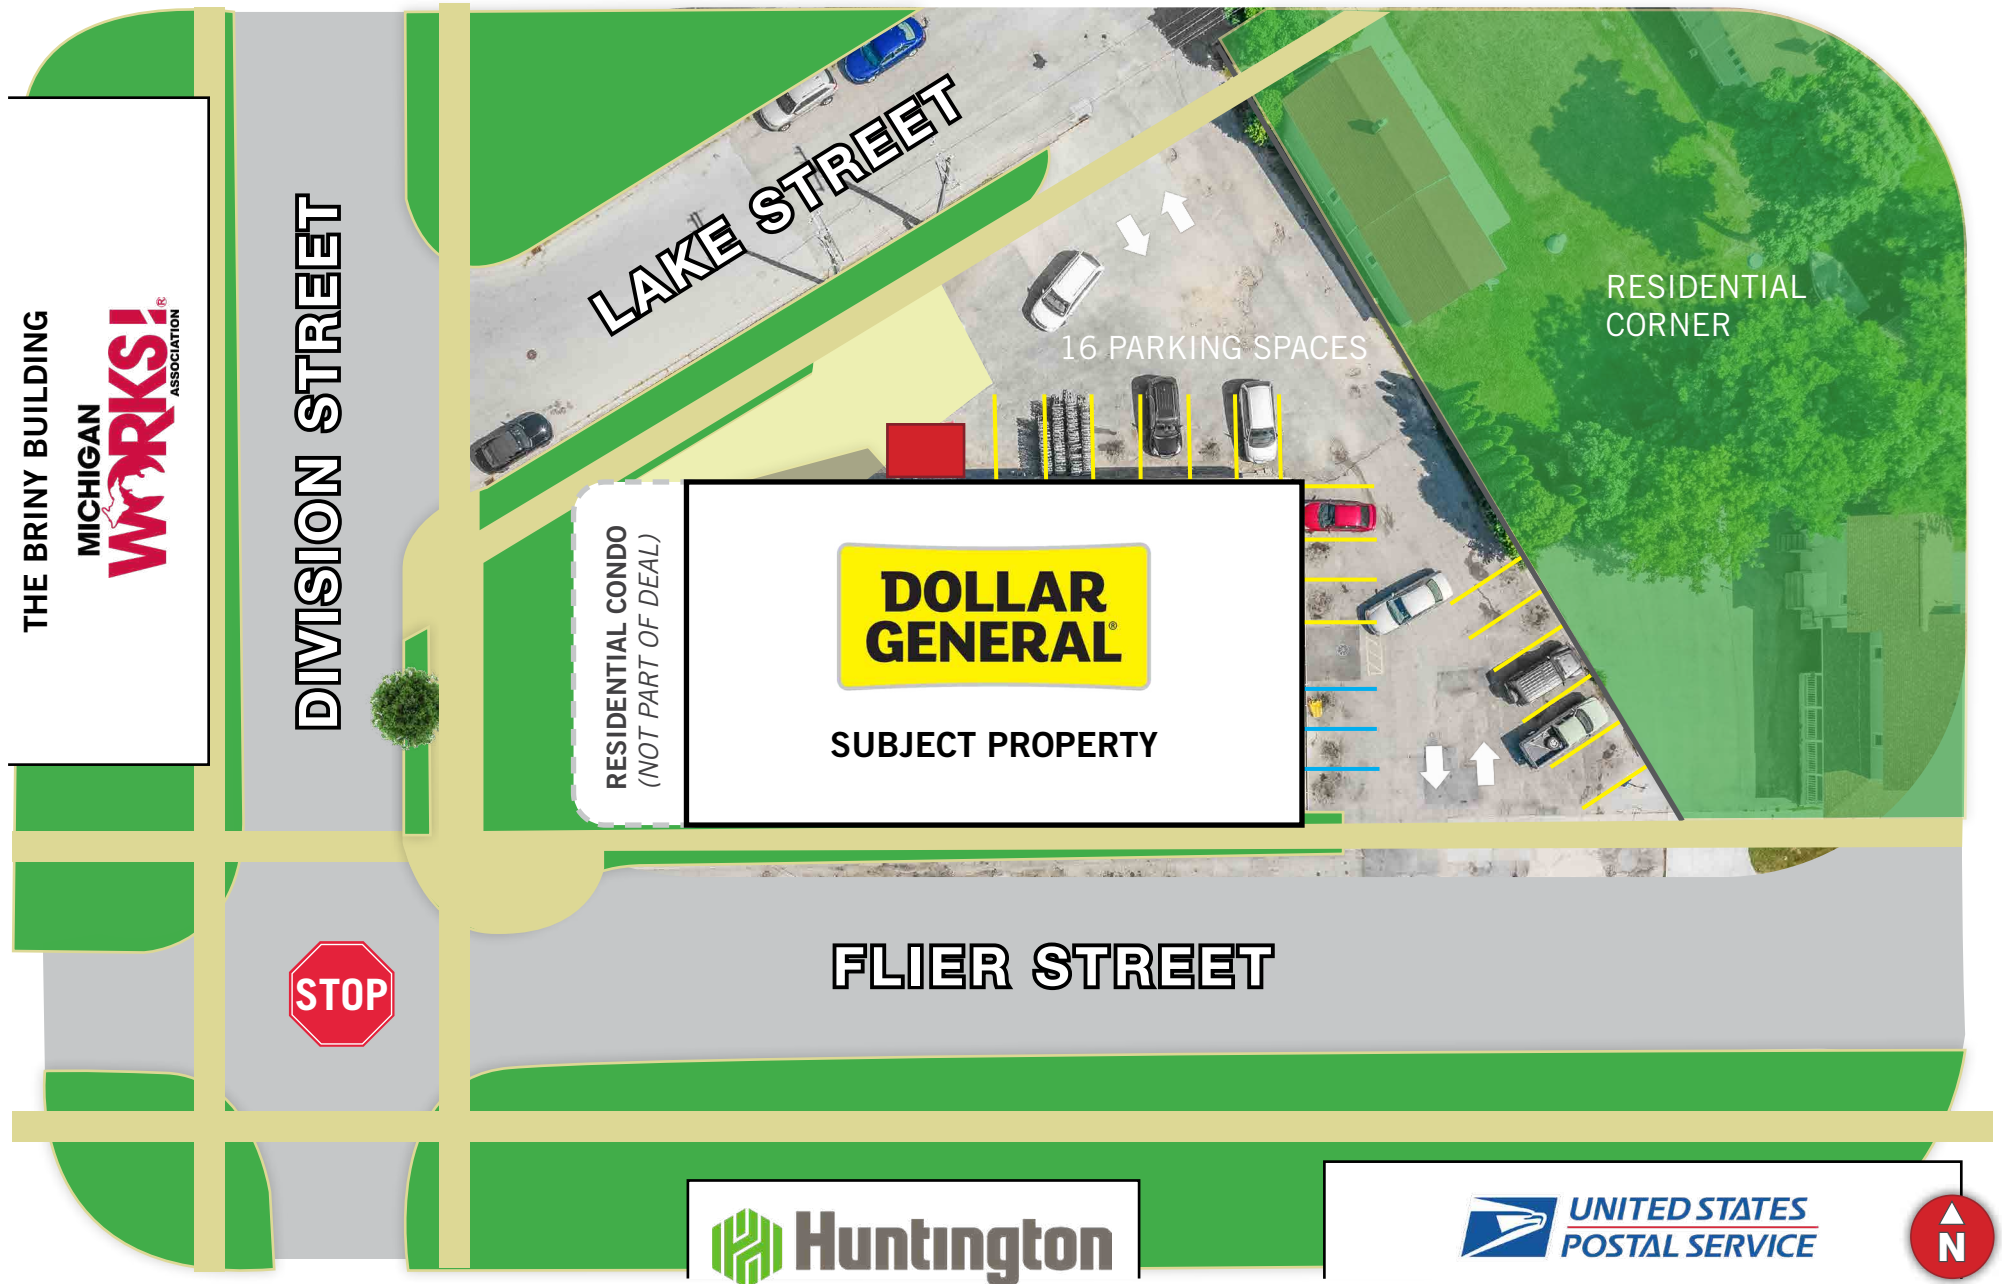 LAKE STREET
DIVISION STREET
THE BRINY BUILDING
MICHIGAN
WORKS!®
ASSOCIATION
RESIDENTIAL
CORNER
16 PARKING SPACES
RESIDENTIAL CONDO
(NOT PART OF DEAL)
DOLLAR
GENERAL®
SUBJECT PROPERTY
STOP
FLIER STREET
Huntington
UNITED STATES
POSTAL SERVICE
N